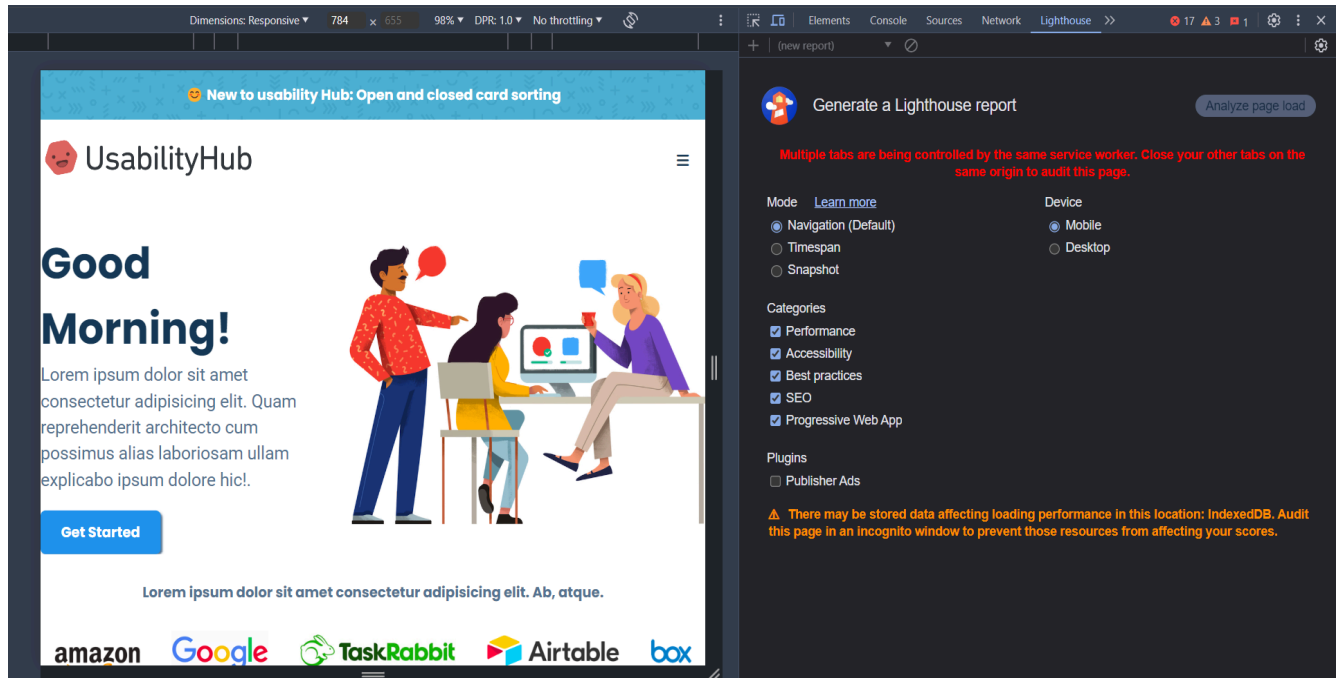 Dimensions: Responsive ▼ 784 x 655 98% ▼ DPR: 1.0 ▼ No throttling ▼
Elements Console Sources Network Lighthouse 17 3 1
(new report)
😊 New to usability Hub: Open and closed card sorting
UsabilityHub
Good
Morning!
Lorem ipsum dolor sit amet
consectetur adipisicing elit. Quam
reprehenderit architecto cum
possimus alias laboriosam ullam
explicabo ipsum dolore hic!.
Get Started
Lorem ipsum dolor sit amet consectetur adipisicing elit. Ab, atque.
amazon Google TaskRabbit Airtable box
Generate a Lighthouse report
Analyze page load
Multiple tabs are being controlled by the same service worker. Close your other tabs on the
same origin to audit this page.
Mode Learn more Device
Navigation (Default) Mobile
Timespan Desktop
Snapshot
Categories
Performance
Accessibility
Best practices
SEO
Progressive Web App
Plugins
Publisher Ads
⚠ There may be stored data affecting loading performance in this location: IndexedDB. Audit
this page in an incognito window to prevent those resources from affecting your scores.